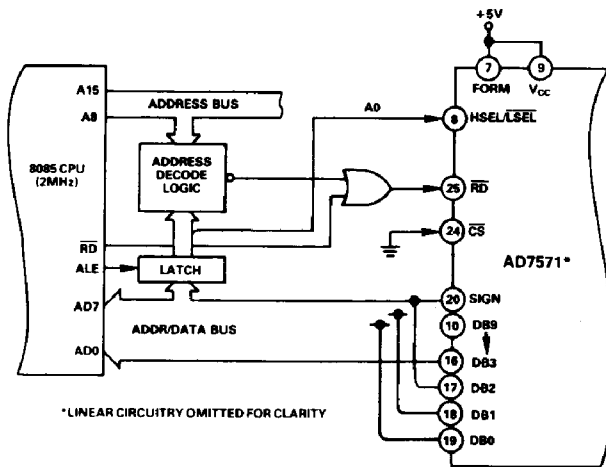 +5V
7
9
FORM
VCC
A15
ADDRESS BUS
A8
A0
8
HSEL/LSEL
8085 CPU
(2MHz)
ADDRESS
DECODE
LOGIC
25
RD
24
CS
RD
ALE
LATCH
AD7571*
AD7
20
SIGN
ADDR/DATA BUS
10
DB9
AD0
16
DB3
17
DB2
*LINEAR CIRCUITRY OMITTED FOR CLARITY
18
DB1
19
DB0